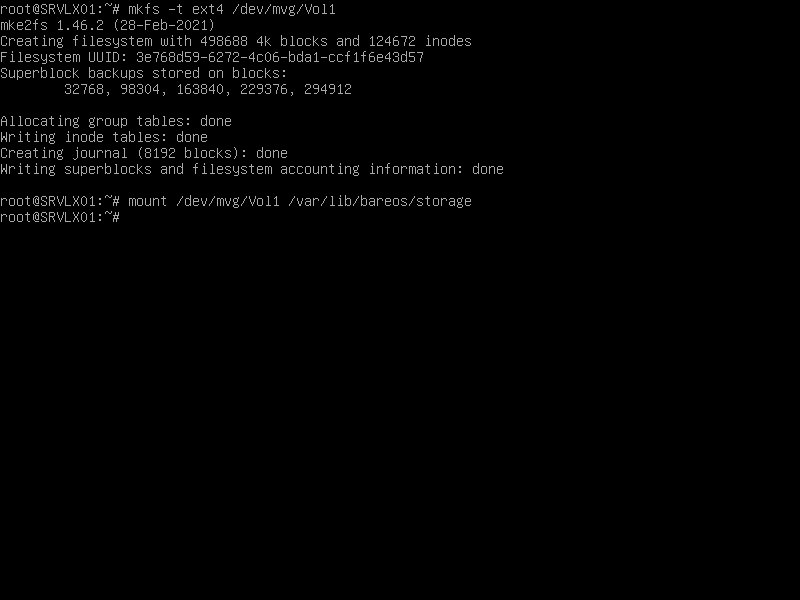 root@SRVLX01:~# mkfs -t ext4 /dev/mvg/Vol1
mke2fs 1.46.2 (28-Feb-2021)
Creating filesystem with 498688 4k blocks and 124672 inodes
Filesystem UUID: 3e768d59-6272-4c06-bda1-ccf1f6e43d57
Superblock backups stored on blocks:
        32768, 98304, 163840, 229376, 294912

Allocating group tables: done
Writing inode tables: done
Creating journal (8192 blocks): done
Writing superblocks and filesystem accounting information: done

root@SRVLX01:~# mount /dev/mvg/Vol1 /var/lib/bareos/storage
root@SRVLX01:~#